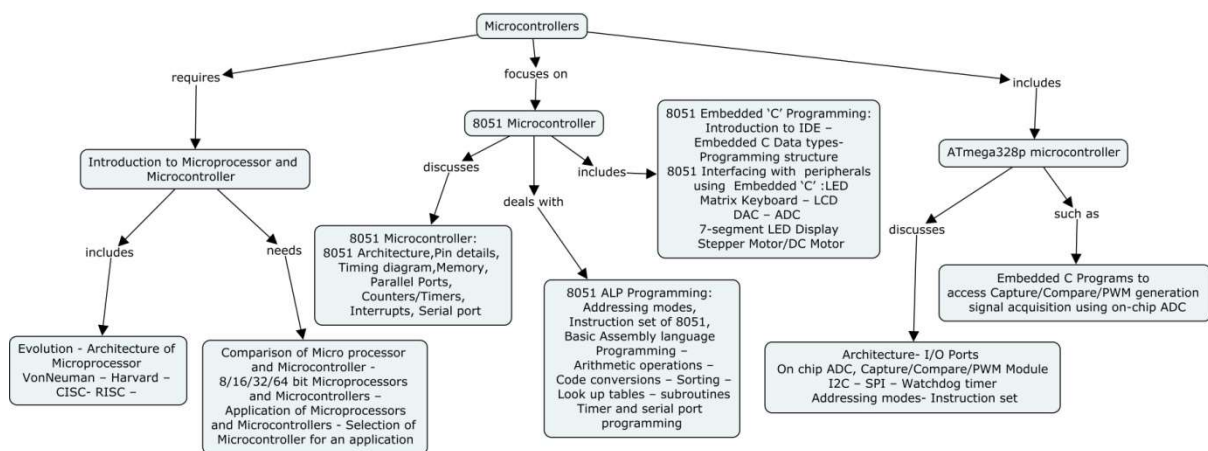 Microcontrollers
requires
focuses on
includes
8051 Microcontroller
Introduction to Microprocessor and
Microcontroller
ATmega328p microcontroller
discusses
deals with
includes
8051 Embedded ‘C’ Programming:
Introduction to IDE –
Embedded C Data types-
Programming structure
8051 Interfacing with peripherals
using Embedded ‘C’ :LED
Matrix Keyboard – LCD
DAC – ADC
7-segment LED Display
Stepper Motor/DC Motor
includes
needs
discusses
such as
8051 Microcontroller:
8051 Architecture,Pin details,
Timing diagram,Memory,
Parallel Ports,
Counters/Timers,
Interrupts, Serial port
Embedded C Programs to
access Capture/Compare/PWM generation
signal acquisition using on-chip ADC
8051 ALP Programming:
Addressing modes,
Instruction set of 8051,
Basic Assembly language
Programming –
Arithmetic operations –
Code conversions – Sorting –
Look up tables – subroutines
Timer and serial port
programming
Evolution - Architecture of
Microprocessor
VonNeuman – Harvard –
CISC- RISC –
Comparison of Micro processor
and Microcontroller -
8/16/32/64 bit Microprocessors
and Microcontrollers –
Application of Microprocessors
and Microcontrollers - Selection of
Microcontroller for an application
Architecture- I/O Ports
On chip ADC, Capture/Compare/PWM Module
I2C – SPI – Watchdog timer
Addressing modes- Instruction set